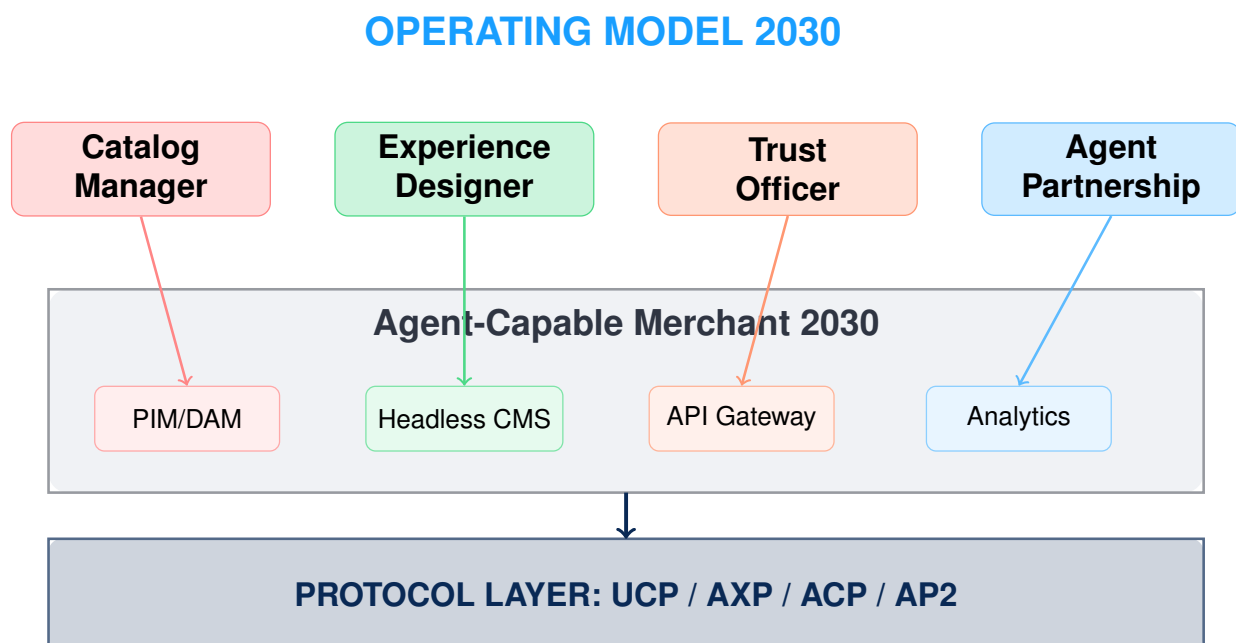 OPERATING MODEL 2030
Catalog
Manager
Experience
Designer
Trust
Officer
Agent
Partnership
Agent-Capable Merchant 2030
PIM/DAM
Headless CMS
API Gateway
Analytics
PROTOCOL LAYER: UCP / AXP / ACP / AP2